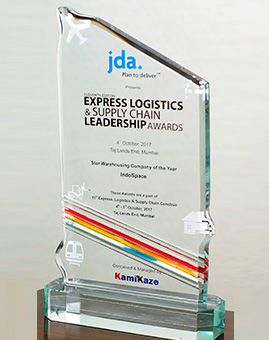 jda.
Plan to deliver™
Presents
ELEVENTH EDITION
EXPRESS LOGISTICS
& SUPPLY CHAIN
LEADERSHIP AWARDS
4 October, 2017
Taj Lands End, Mumbai
Star Warehousing Company of the Year
IndoSpace
These Awards are a part of
11th Express, Logistics & Supply Chain Conclave
4th - 5th October, 2017
Taj Lands End, Mumbai
Conceived & Managed by
KamiKaze